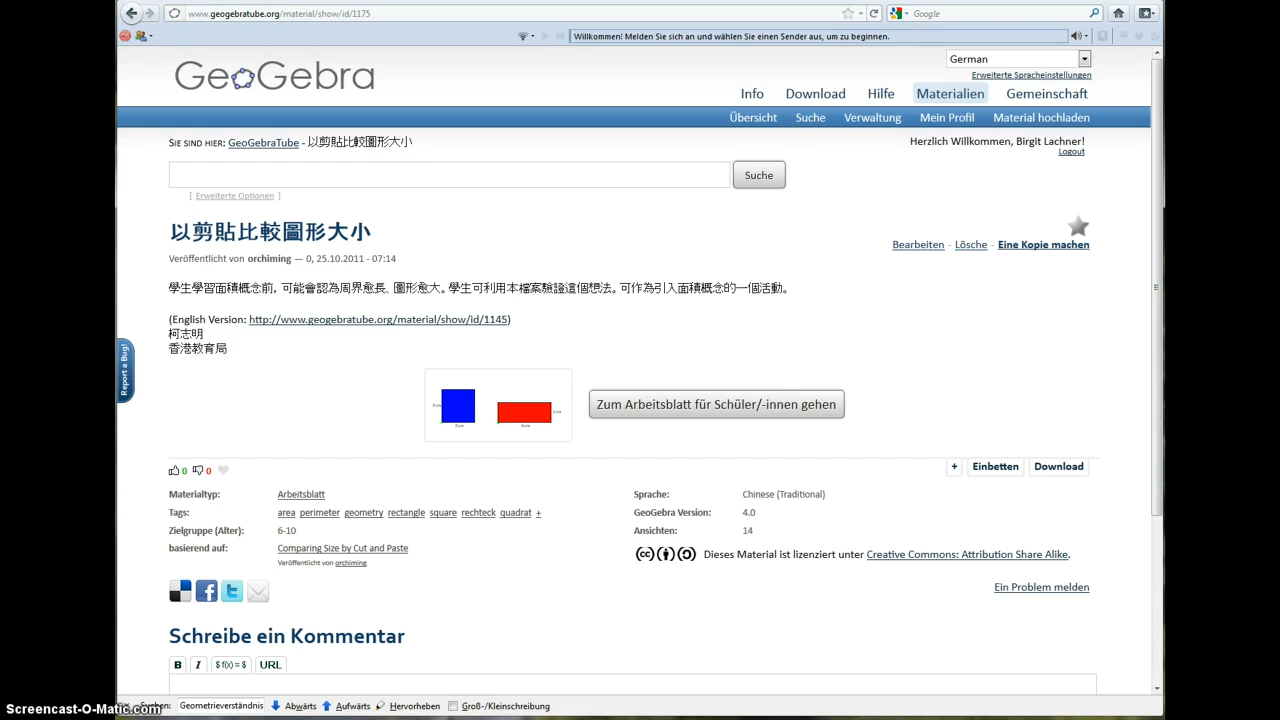 www.geogebratube.org/material/show/id/1175
Google
Willkommen! Melden Sie sich an und wählen Sie einen Sender aus, um zu beginnen.
GeoGebra
German
Erweiterte Spracheinstellungen
Info Download Hilfe Materialien Gemeinschaft
Übersicht Suche Verwaltung Mein Profil Material hochladen
SIE SIND HIER: GeoGebraTube - 以剪貼比較圖形大小
Herzlich Willkommen, Birgit Lachner!
Logout
Suche
[ Erweiterte Optionen ]
以剪貼比較圖形大小
Veröffentlicht von orchiming — 0, 25.10.2011 - 07:14
Bearbeiten - Lösche - Eine Kopie machen
學生學習面積概念前，可能會認為周界愈長、圖形愈大。學生可利用本檔案驗證這個想法。可作為引入面積概念的一個活動。
(English Version: http://www.geogebratube.org/material/show/id/1145)
柯志明
香港教育局
Report a Bug!
Zum Arbeitsblatt für Schüler/-innen gehen
0 0
+ Einbetten Download
Materialtyp: Arbeitsblatt
Tags: area perimeter geometry rectangle square rechteck quadrat +
Zielgruppe (Alter): 6-10
basierend auf: Comparing Size by Cut and Paste
Veröffentlicht von orchiming
Sprache: Chinese (Traditional)
GeoGebra Version: 4.0
Ansichten: 14
Dieses Material ist lizenziert unter Creative Commons: Attribution Share Alike.
Ein Problem melden
Schreibe ein Kommentar
B I $ f(x) = $ URL
Suchen: Geometrieverständnis Abwärts Aufwärts Hervorheben Groß-/Kleinschreibung
Screencast-O-Matic.com